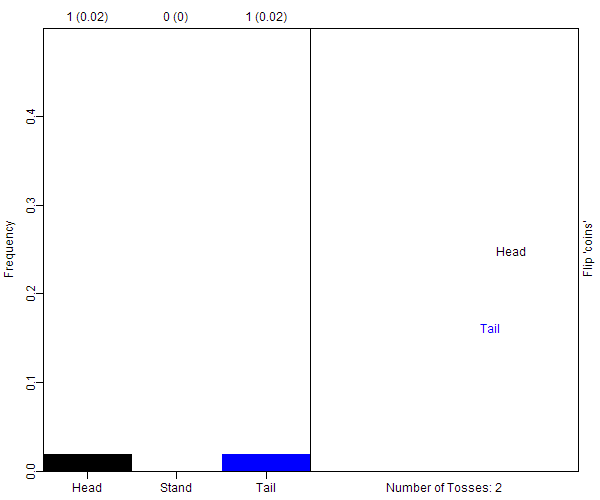 1 (0.02) 0 (0) 1 (0.02)
Frequency
0.4
0.3
0.2
0.1
0.0
Head Stand Tail
Head
Tail
Flip 'coins'
Number of Tosses: 2